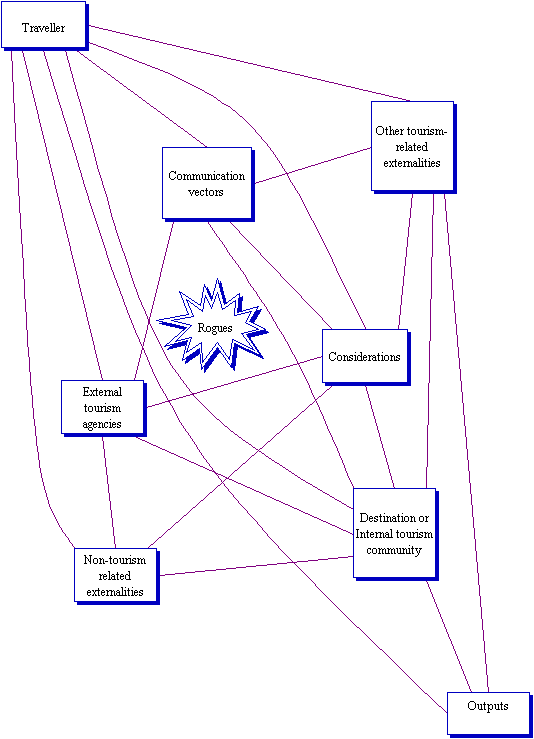 Traveller
Other tourism-
related
externalities
Communication
vectors
Rogues
Considerations
External
tourism
agencies
Destination or
Internal tourism
community
Non-tourism
related
externalities
Outputs